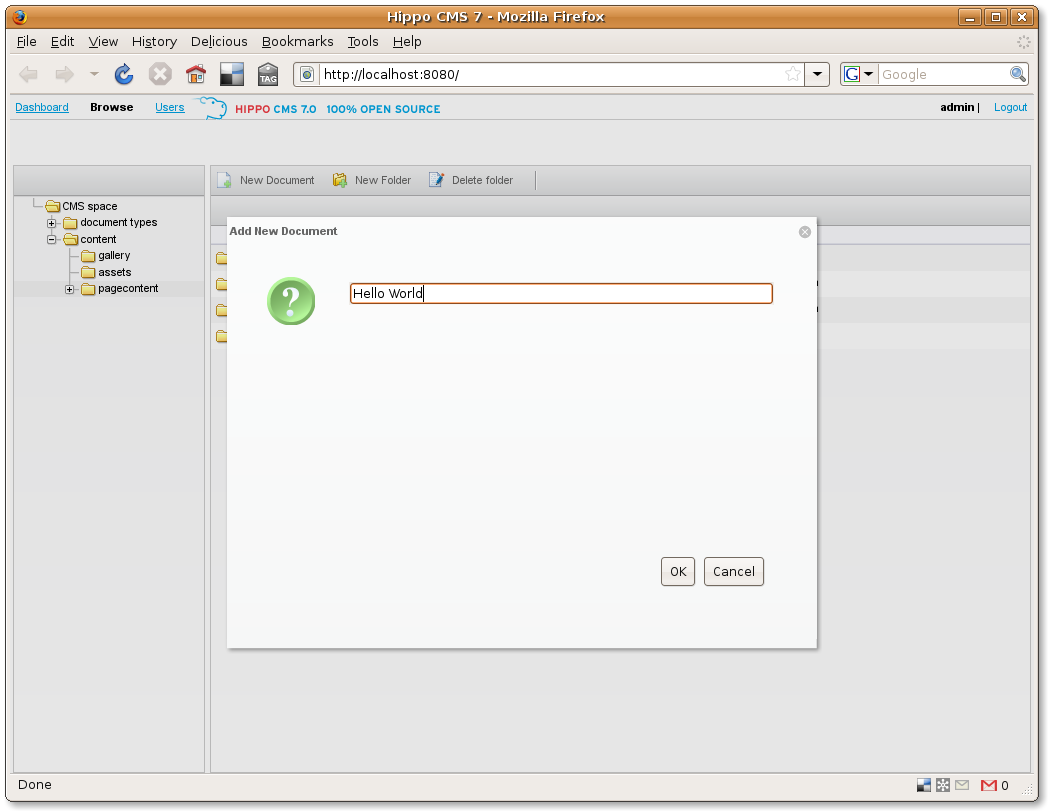 Hippo CMS 7 - Mozilla Firefox
File Edit View History Delicious Bookmarks Tools Help
TAG http://localhost:8080/ G Google
Dashboard Browse Users HIPPO CMS 7.0 100% OPEN SOURCE admin | Logout
New Document New Folder Delete folder
CMS space
document types
content
gallery
assets
pagecontent
Add New Document
?
Hello World
OK Cancel
Done 0